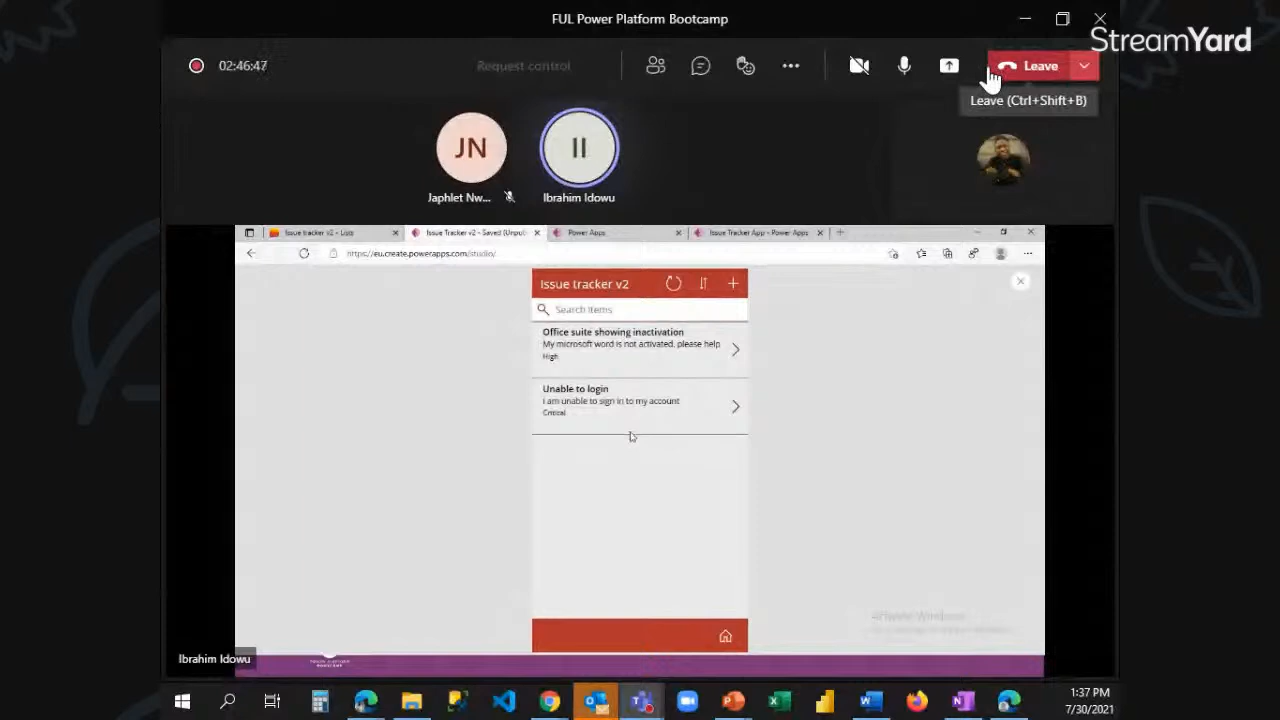 FUL Power Platform Bootcamp
StreamYard
02:46:47
Request control
Leave
Leave (Ctrl+Shift+B)
JN
II
Japhlet Nw...
Ibrahim Idowu
Issue tracker v2 - Lists
Issue Tracker v2 - Saved (Unpu
Power Apps
Issue Tracker App - Power Apps
https://eu.create.powerapps.com/studio/
Issue tracker v2
Search items
Office suite showing inactivation
My microsoft word is not activated, please help
High
Unable to login
i am unable to sign in to my account
Critical
Activate Windows
Ibrahim Idowu
1:37 PM
7/30/2021